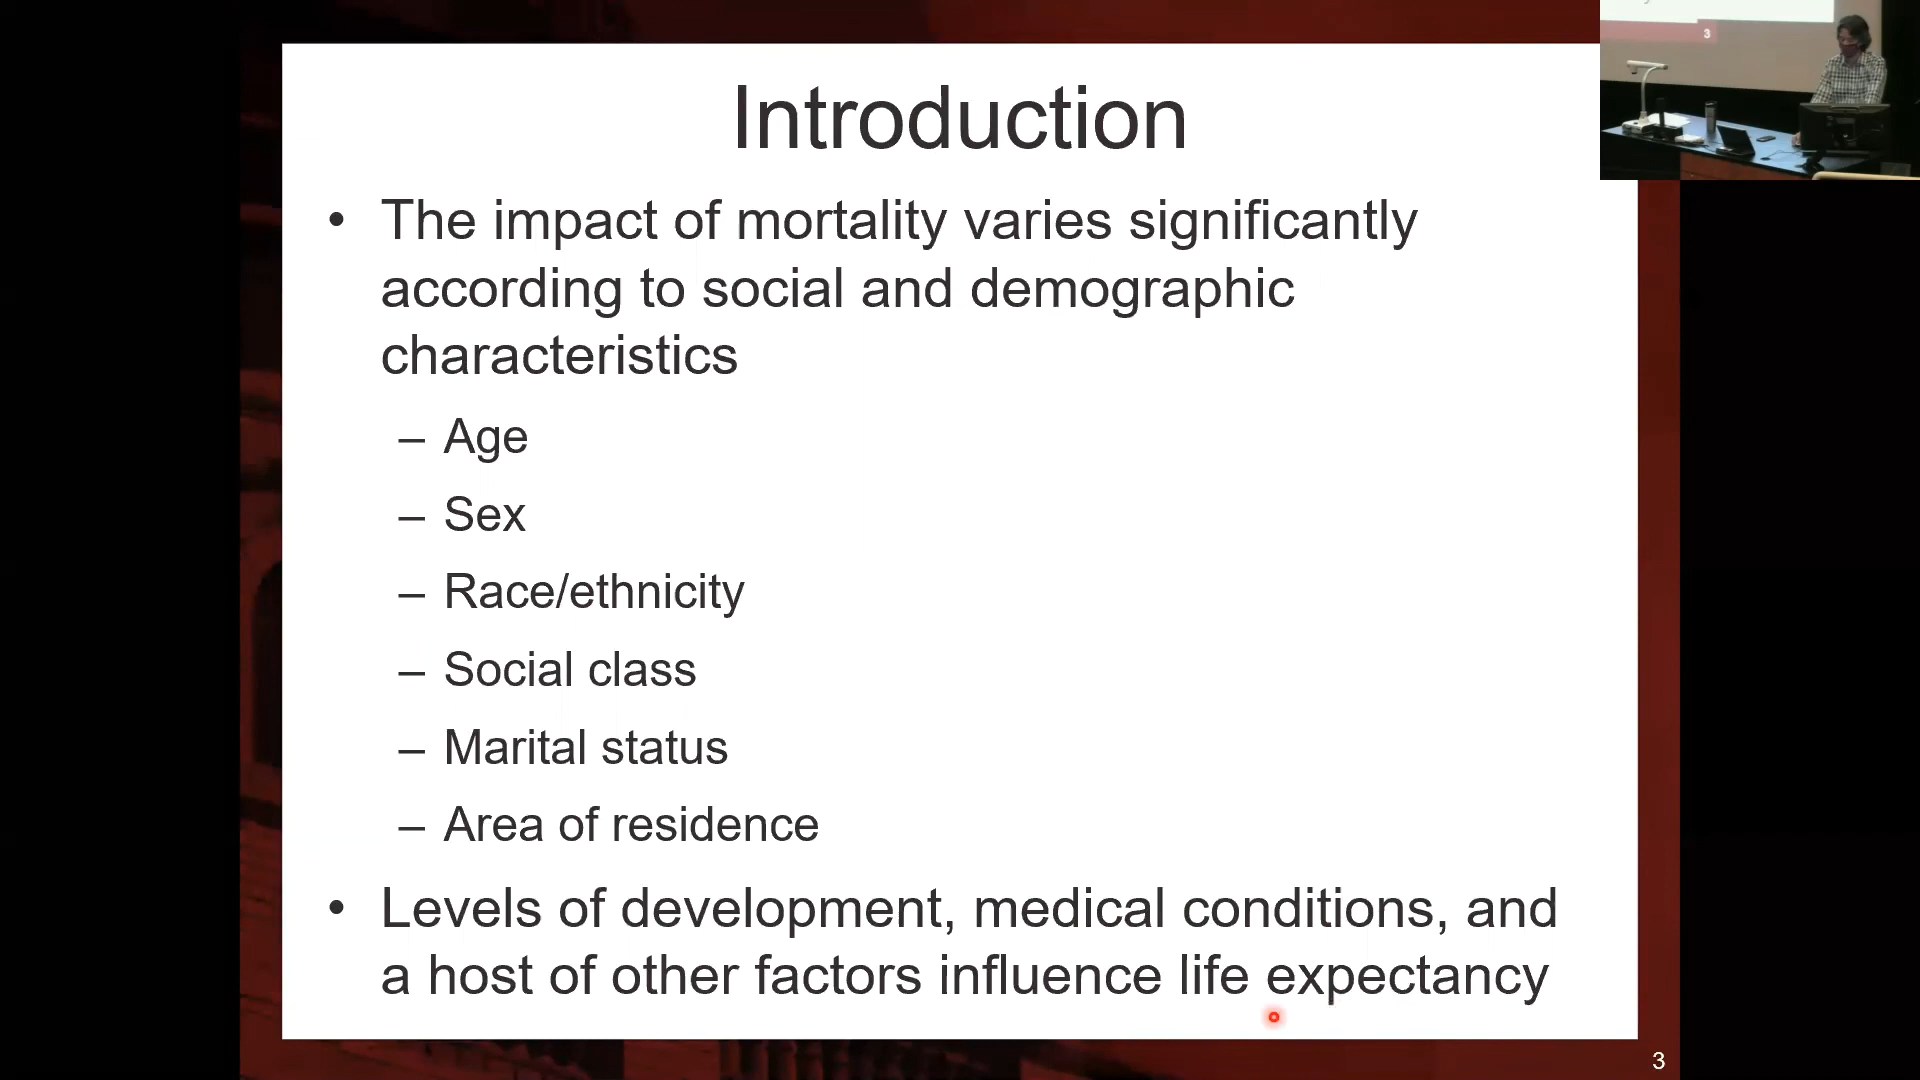 Introduction
• The impact of mortality varies significantly
according to social and demographic
characteristics
– Age
– Sex
– Race/ethnicity
– Social class
– Marital status
– Area of residence
• Levels of development, medical conditions, and
a host of other factors influence life expectancy
3
3